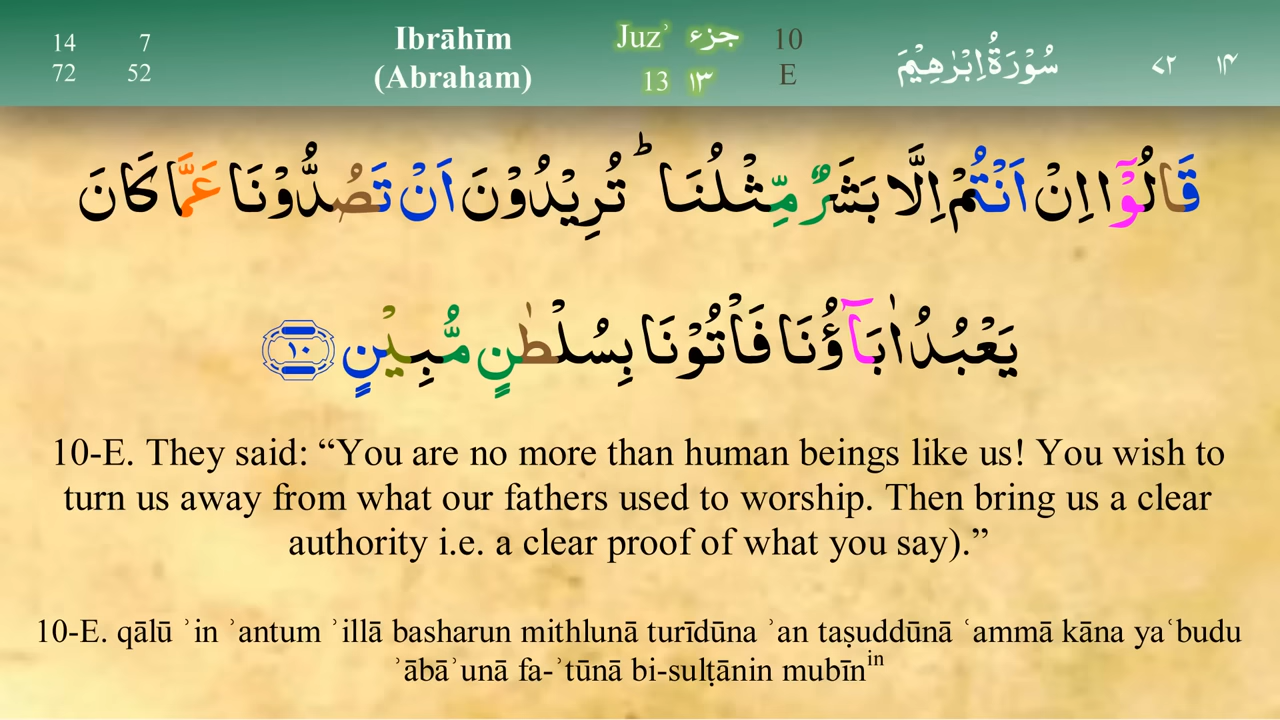 14 7
72 52
Ibrāhīm
(Abraham)
Juzʾ جزء
13 ١٣
10
E
سُوْرَةُ اِبْرٰهِيْمَ
٧٢ ١٤
قَالُوْٓا اِنْ اَنْتُمْ اِلَّا بَشَرٌ مِّثْلُنَا ؕ تُرِيْدُوْنَ اَنْ تَصُدُّوْنَا عَمَّا كَانَ
يَعْبُدُ اٰبَآؤُنَا فَاْتُوْنَا بِسُلْطٰنٍ مُّبِيْنٍ ١٠
10-E. They said: “You are no more than human beings like us! You wish to
turn us away from what our fathers used to worship. Then bring us a clear
authority i.e. a clear proof of what you say).”
10-E. qālū ʾin ʾantum ʾillā basharun mithlunā turīdūna ʾan taṣuddūnā ʿammā kāna yaʿbudu
ʾābāʾunā fa-ʾtūnā bi-sulṭānin mubīnⁱⁿ